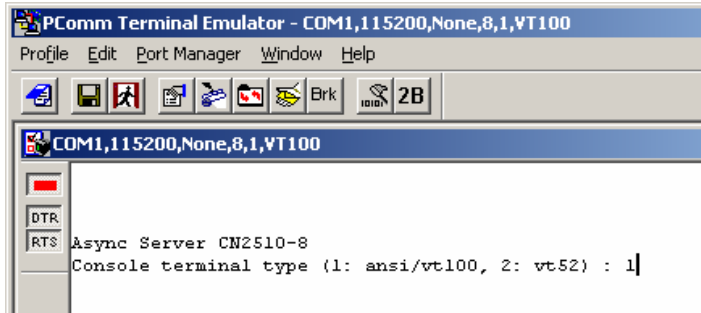 PComm Terminal Emulator - COM1,115200,None,8,1,VT100
Profile Edit Port Manager Window Help
Brk 2B
COM1,115200,None,8,1,VT100
DTR
RTS
Async Server CN2510-8
Console terminal type (1: ansi/vt100, 2: vt52) : 1